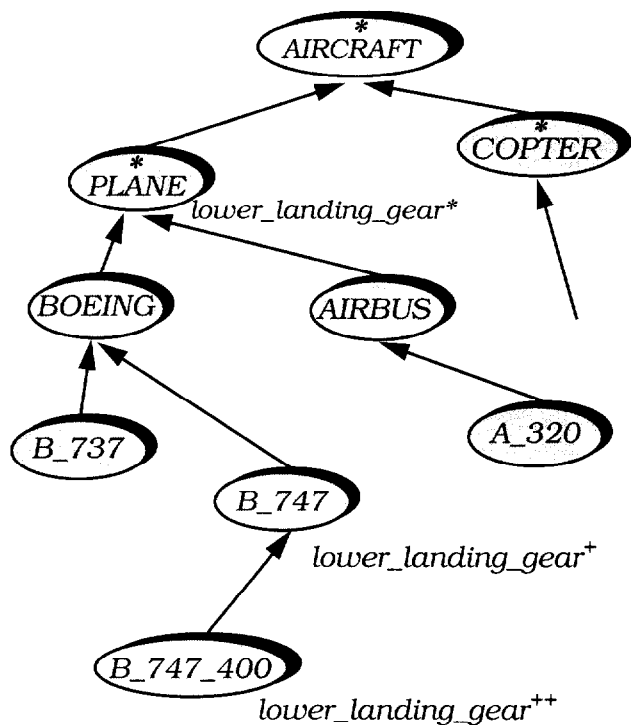 *
AIRCRAFT
*
COPTER
*
PLANE
lower_landing_gear*
BOEING
AIRBUS
B_737
A_320
B_747
lower_landing_gear+
B_747_400
lower_landing_gear++